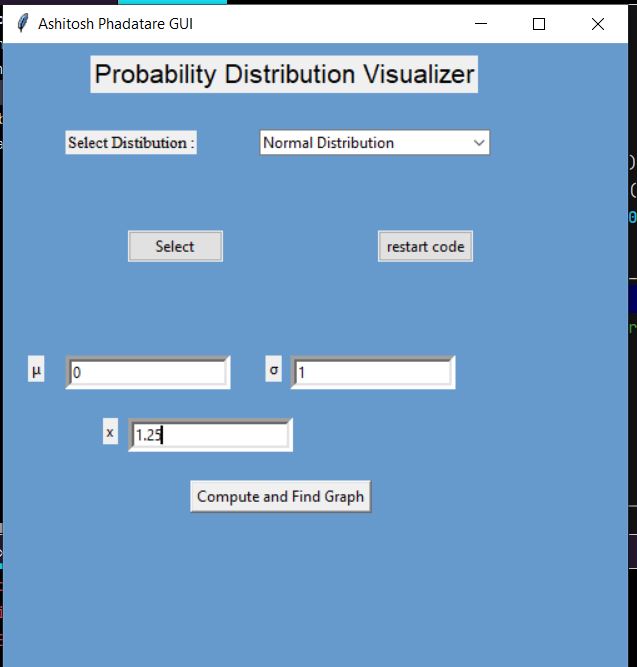 Ashitosh Phadatare GUI
Probability Distribution Visualizer
Select Distibution :
Normal Distribution
Select
restart code
μ
0
σ
1
x
1.25
Compute and Find Graph